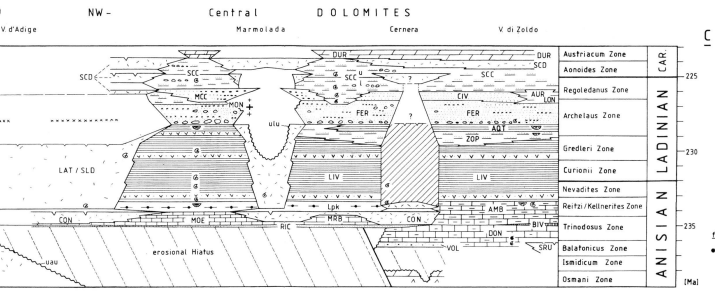 NW-
Central
DOLOMITES
V. d'Adige
Marmolada
Cernera
V. di Zoldo
C
DUR
DUR
Austriacum Zone
CAR.
SCD
SCC
SCC
u
l
SCC
SCD
Aonoides Zone
225
?
MCC
CIV
AUR
LON
Regoledanus Zone
MON
FER
?
FER
Archelaus Zone
ulu
AQT
LADINIAN
ZOP
Gredleri Zone
230
LAT / SLD
LIV
LIV
Curionii Zone
Nevadites Zone
Lpk
AMB
Reitzi/Kellnerites Zone
CON
MOE
MRB
CON
BIV
Trinodosus Zone
235
RIC
DON
erosional Hiatus
VOL
SRU
Balatonicus Zone
ANISIAN
uau
Ismidicum Zone
Osmani Zone
[Ma]